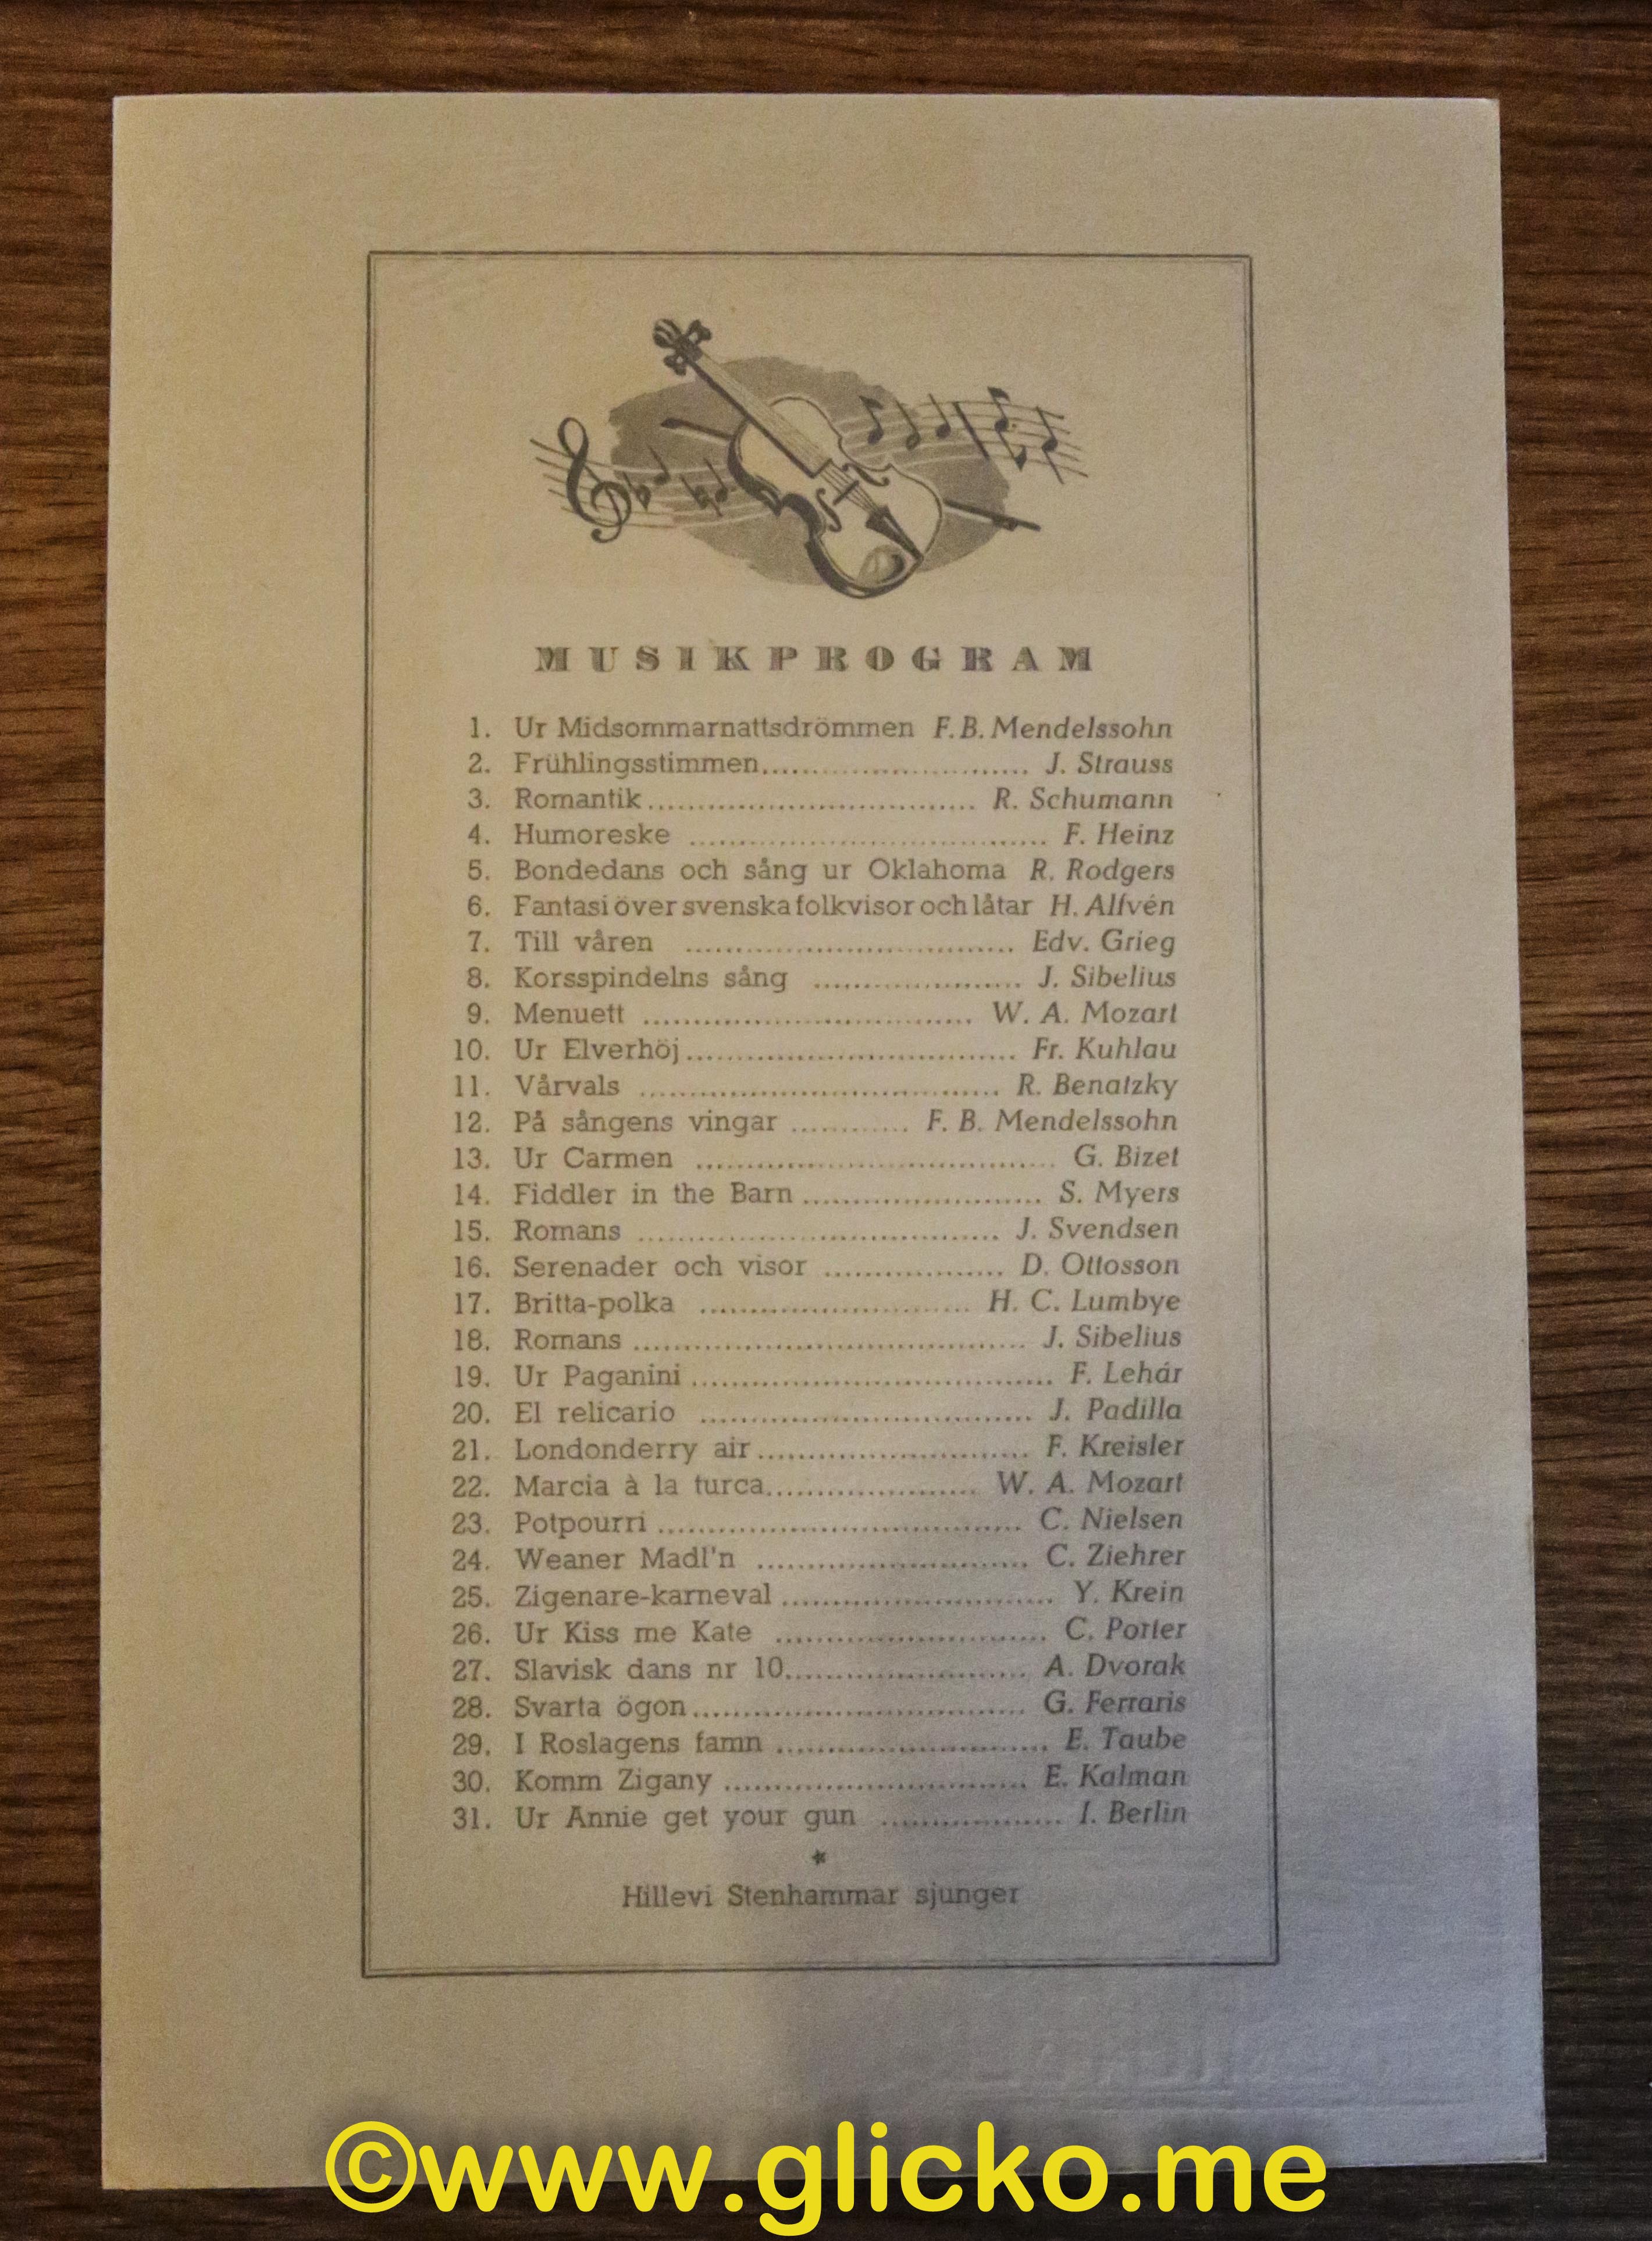 MUSIKPROGRAM
1. Ur Midsommarnattsdrömmen F. B. Mendelssohn
2. Frühlingsstimmen.......................... J. Strauss
3. Romantik ................................ R. Schumann
4. Humoreske ................................... F. Heinz
5. Bondedans och sång ur Oklahoma R. Rodgers
6. Fantasi över svenska folkvisor och låtar H. Alfvén
7. Till våren ................................ Edv. Grieg
8. Korsspindelns sång ..................... J. Sibelius
9. Menuett ................................ W. A. Mozart
10. Ur Elverhöj ................................ Fr. Kuhlau
11. Vårvals ................................... R. Benatzky
12. På sångens vingar ............ F. B. Mendelssohn
13. Ur Carmen ................................... G. Bizet
14. Fiddler in the Barn ........................ S. Myers
15. Romans ................................... J. Svendsen
16. Serenader och visor .................. D. Ottosson
17. Britta-polka ........................... H. C. Lumbye
18. Romans ...................................... J. Sibelius
19. Ur Paganini ................................... F. Lehár
20. El relicario ................................ J. Padilla
21. Londonderry air ........................... F. Kreisler
22. Marcia à la turca..................... W. A. Mozart
23. Potpourri ................................... C. Nielsen
24. Weaner Madl'n ........................... C. Ziehrer
25. Zigenare-karneval ........................... Y. Krein
26. Ur Kiss me Kate ........................... C. Porter
27. Slavisk dans nr 10........................ A. Dvorak
28. Svarta ögon ................................ G. Ferraris
29. I Roslagens famn ........................... E. Taube
30. Komm Zigany .............................. E. Kalman
31. Ur Annie get your gun .................. I. Berlin
*
Hillevi Stenhammar sjunger
©www.glicko.me